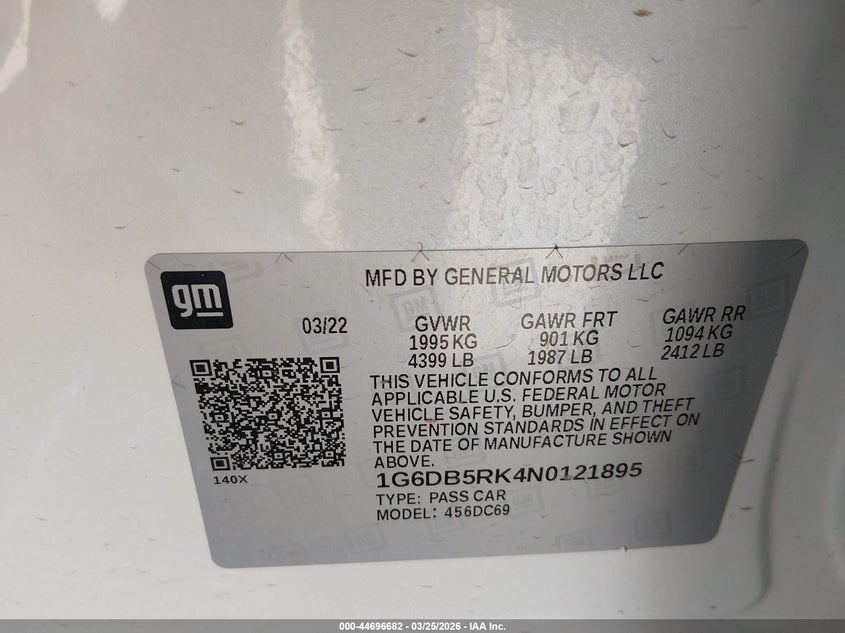 gm
MFD BY GENERAL MOTORS LLC
03/22
GVWR
1995 KG
4399 LB
GAWR FRT
901 KG
1987 LB
GAWR RR
1094 KG
2412 LB
THIS VEHICLE CONFORMS TO ALL
APPLICABLE U.S. FEDERAL MOTOR
VEHICLE SAFETY, BUMPER, AND THEFT
PREVENTION STANDARDS IN EFFECT ON
THE DATE OF MANUFACTURE SHOWN
ABOVE.
140X
1G6DB5RK4N0121895
TYPE: PASS CAR
MODEL: 456DC69
000-44696682 - 03/25/2026 - IAA Inc.